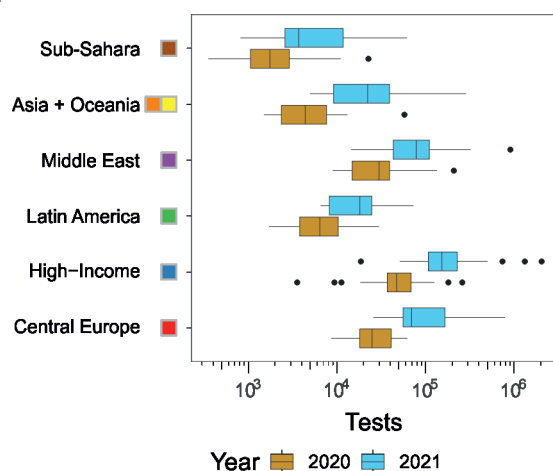 Sub-Sahara
Asia + Oceania
Middle East
Latin America
High-Income
Central Europe
10³ 10⁴ 10⁵ 10⁶
Tests
Year 2020 2021